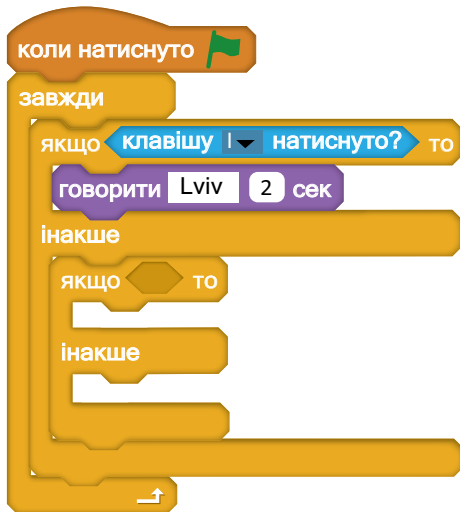 коли натиснуто
завжди
якщо клавішу l натиснуто? то
говорити Lviv 2 сек
інакше
якщо то
інакше